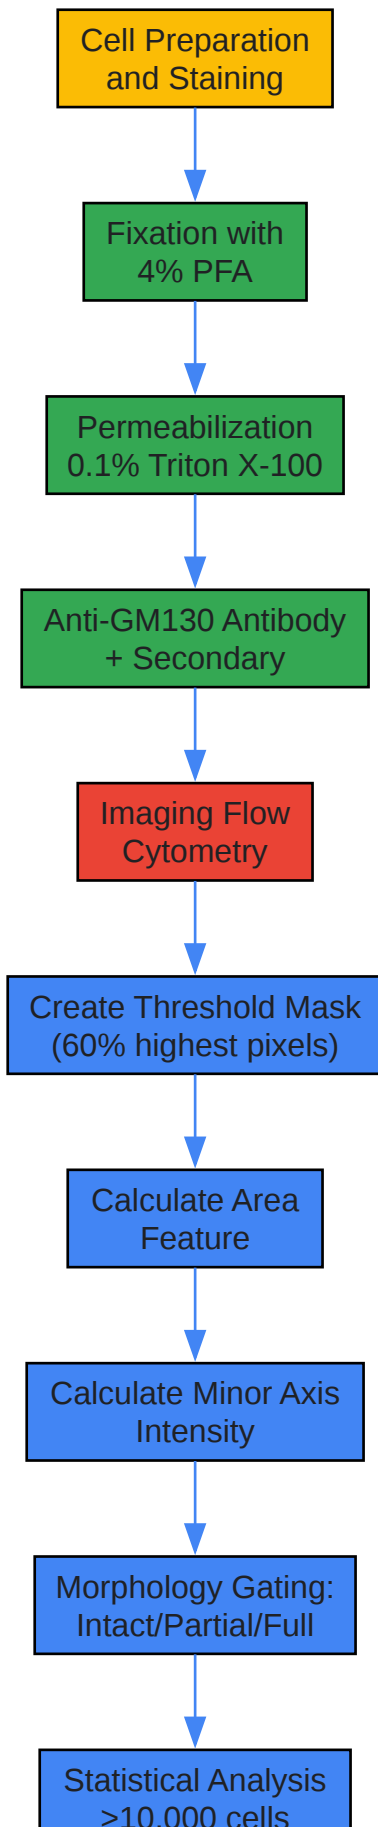 Cell Preparation
and Staining
Fixation with
4% PFA
Permeabilization
0.1% Triton X-100
Anti-GM130 Antibody
+ Secondary
Imaging Flow
Cytometry
Create Threshold Mask
(60% highest pixels)
Calculate Area
Feature
Calculate Minor Axis
Intensity
Morphology Gating:
Intact/Partial/Full
Statistical Analysis
>10,000 cells